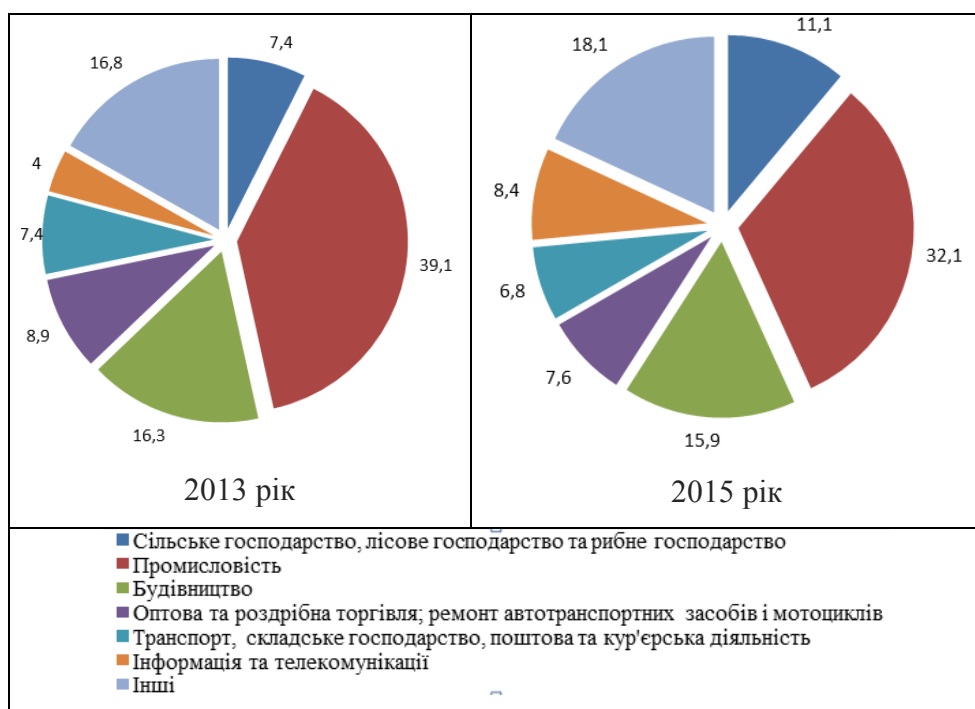 7,4
16,8
4
7,4
39,1
8,9
16,3
2013 рік
11,1
18,1
8,4
32,1
6,8
7,6
15,9
2015 рік
Сільське господарство, лісове господарство та рибне господарство
Промисловість
Будівництво
Оптова та роздрібна торгівля; ремонт автотранспортних засобів і мотоциклів
Транспорт, складське господарство, поштова та кур'єрська діяльність
Інформація та телекомунікації
Інші